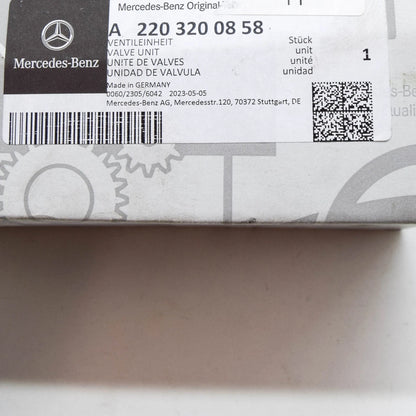 Mercedes-Benz Original
A 220 320 08 58
Mercedes-Benz
VENTILEINHEIT
VALVE UNIT
UNITE DE VALVES
UNIDAD DE VALVULA
Stück
unit
unité
unidad
1
Made in GERMANY
0060/2305/6042 2023-05-05
Mercedes-Benz AG, Mercedesstr.120, 70372 Stuttgart, DE